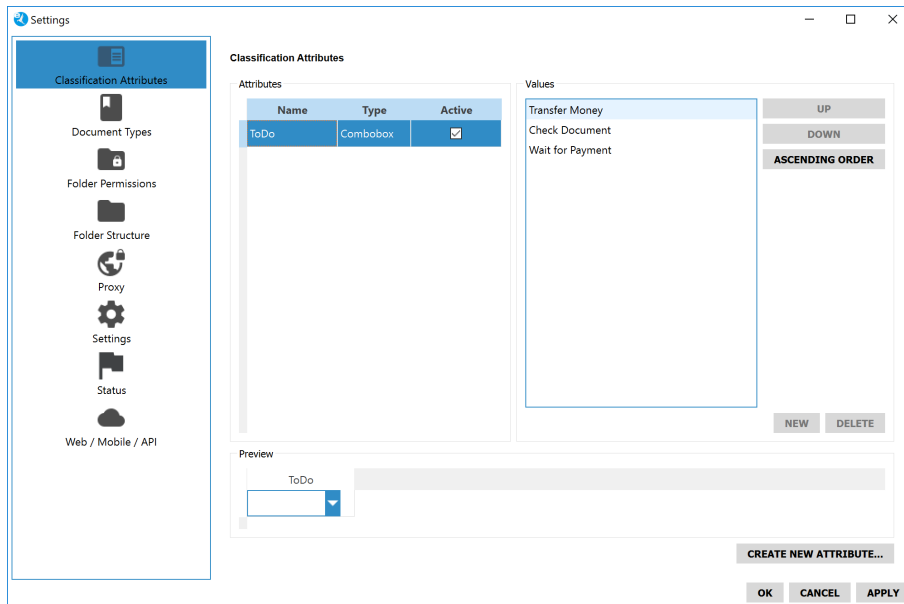 Settings
Classification Attributes
Document Types
Folder Permissions
Folder Structure
Proxy
Settings
Status
Web / Mobile / API
Classification Attributes
Attributes
Name Type Active
ToDo Combobox
Values
Transfer Money
Check Document
Wait for Payment
UP
DOWN
ASCENDING ORDER
NEW DELETE
Preview
ToDo
CREATE NEW ATTRIBUTE...
OK CANCEL APPLY